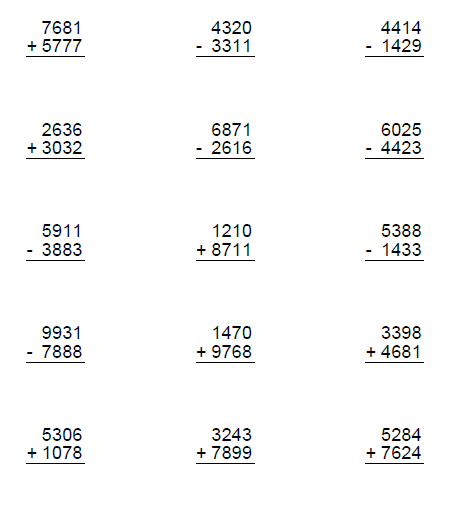 7681 4320 4414
+ 5777 - 3311 - 1429
2636 6871 6025
+ 3032 - 2616 - 4423
5911 1210 5388
- 3883 + 8711 - 1433
9931 1470 3398
- 7888 + 9768 + 4681
5306 3243 5284
+ 1078 + 7899 + 7624